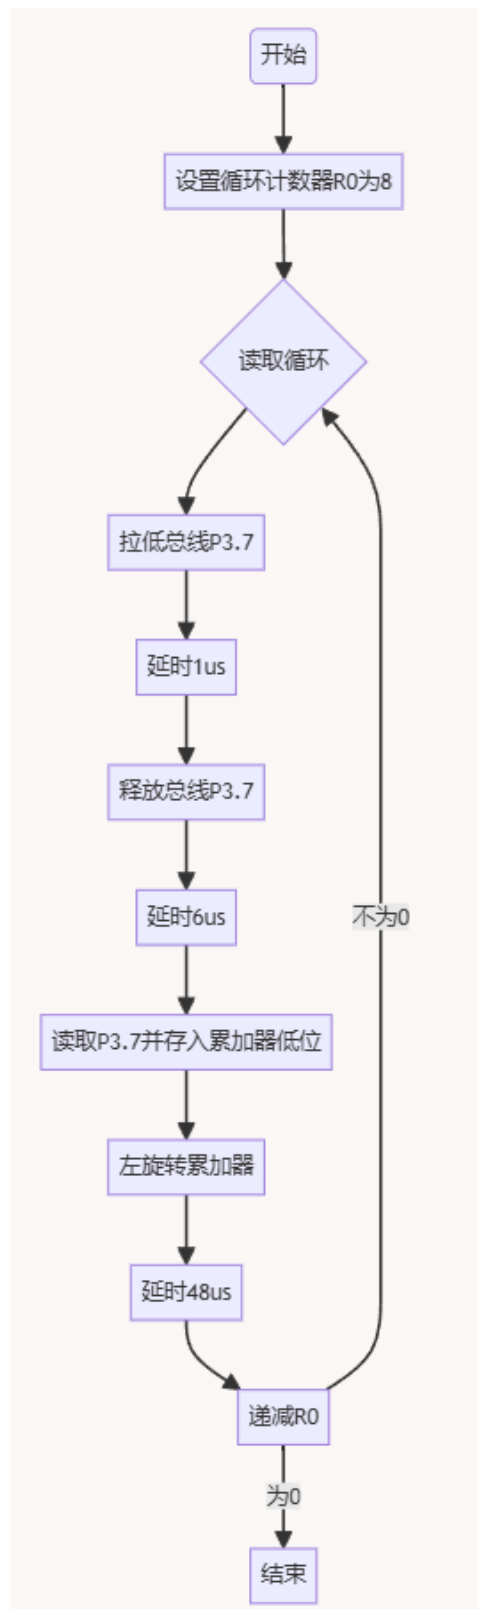 开始
设置循环计数器R0为8
读取循环
拉低总线P3.7
延时1us
释放总线P3.7
延时6us
不为0
读取P3.7并存入累加器低位
左旋转累加器
延时48us
递减R0
为0
结束